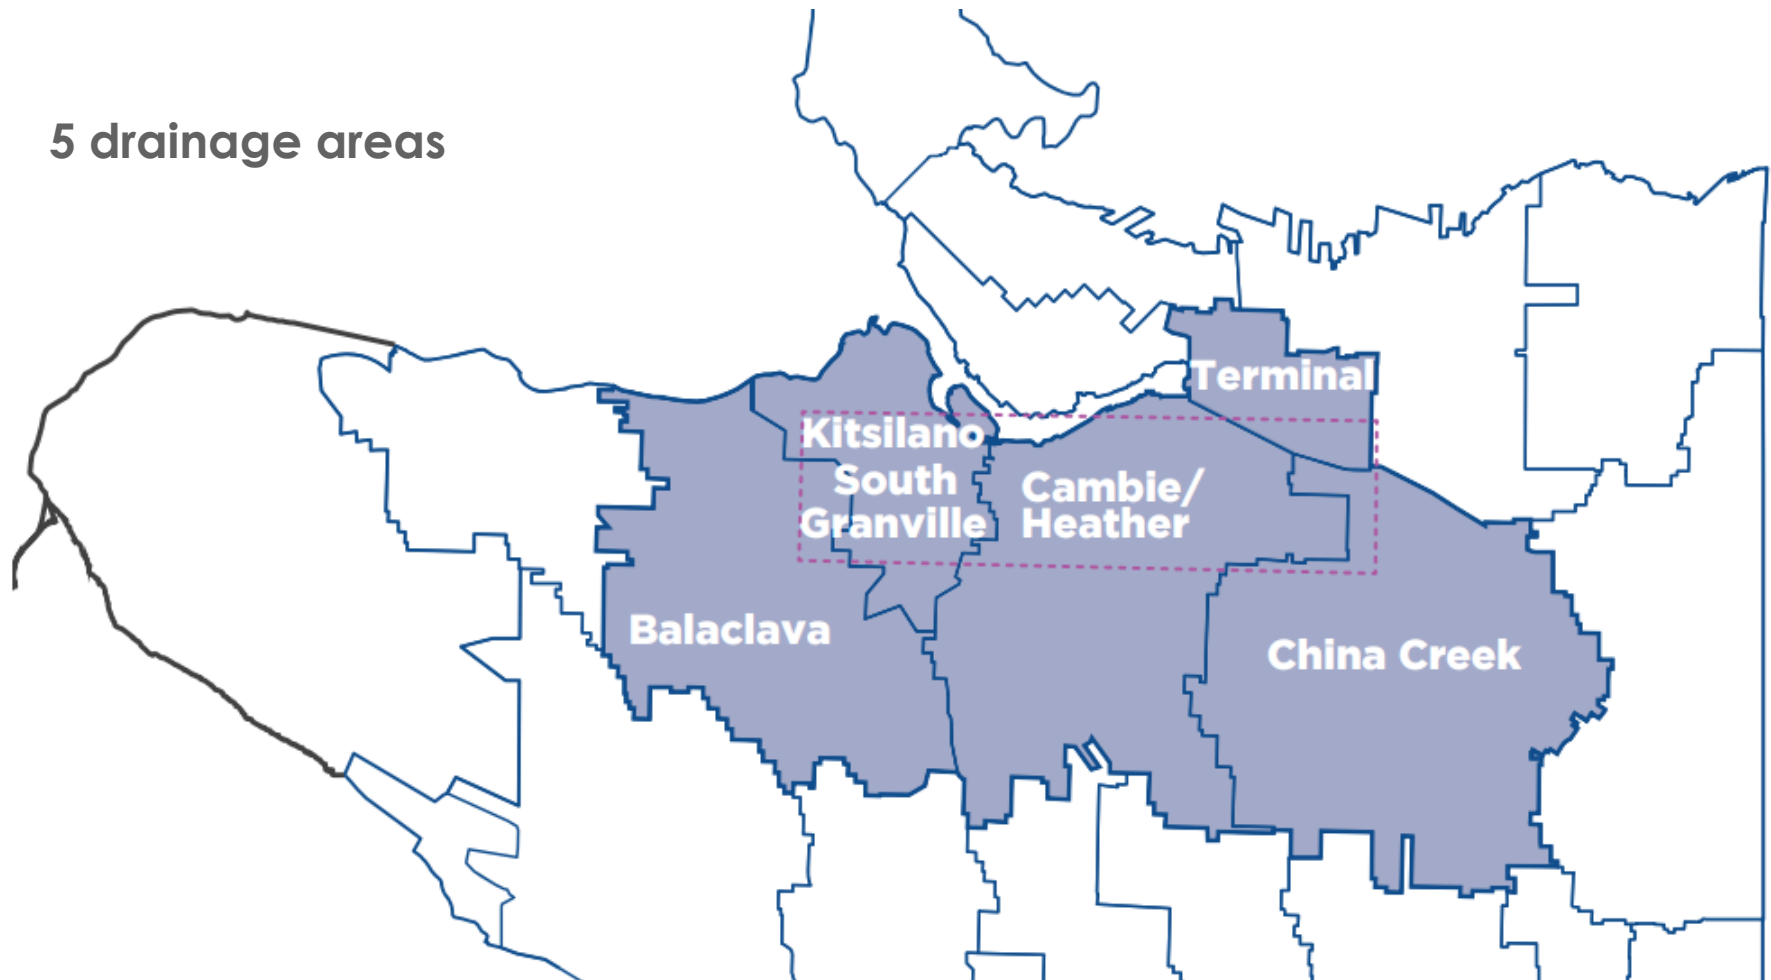 5 drainage areas
Terminal
Kitsilano
South
Granville
Cambie/
Heather
Balaclava
China Creek